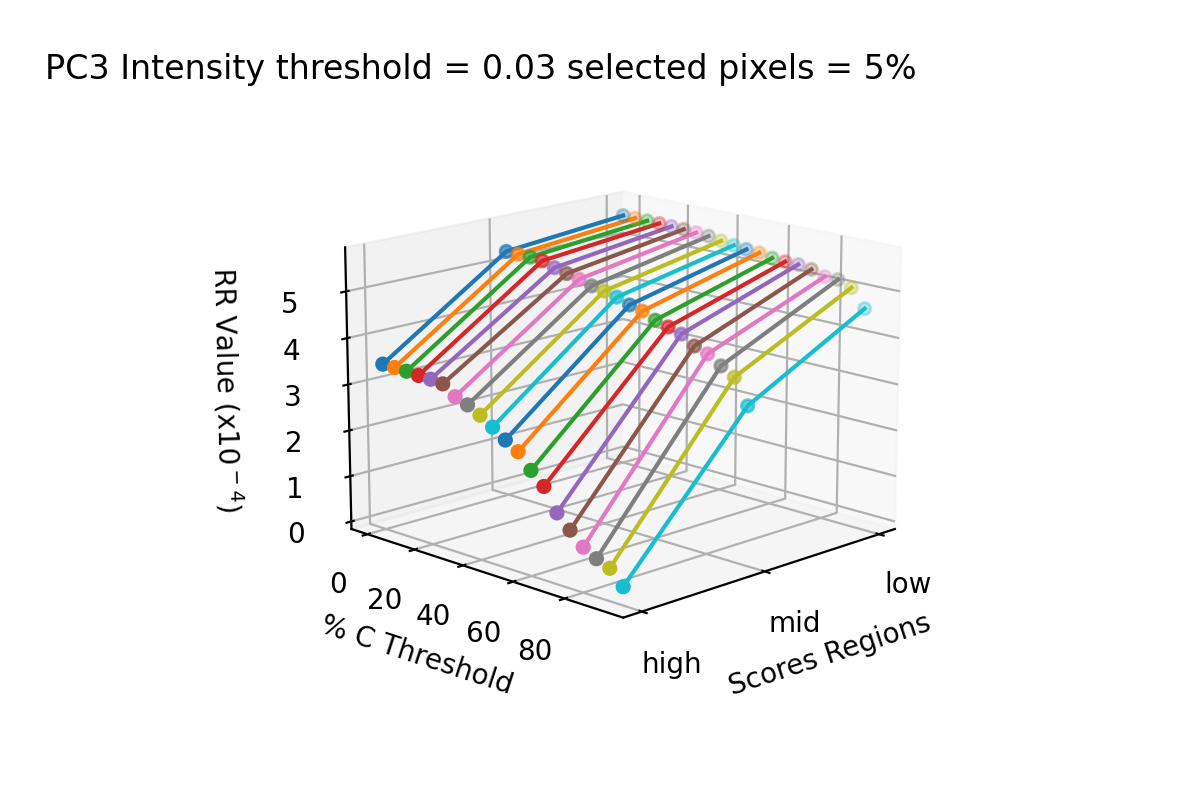 PC3 Intensity threshold = 0.03 selected pixels = 5%
RR Value (x10⁻⁴)
5
4
3
2
1
0
0
20
40
60
80
% C Threshold
high
mid
low
Scores Regions